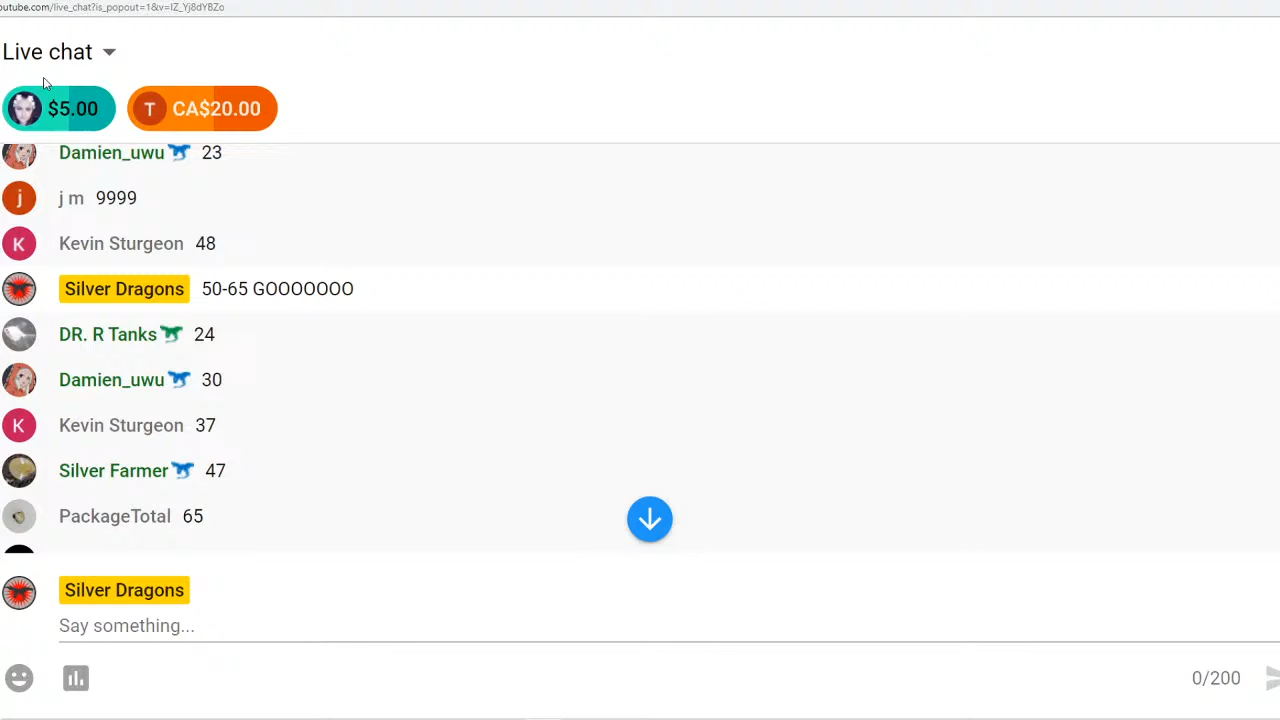 outube.com/live_chat?is_popout=1&v=IZ_Yj8dYBZo
Live chat
$5.00 T CA$20.00
Damien_uwu 23
j j m 9999
K Kevin Sturgeon 48
Silver Dragons 50-65 GOOOOOOO
DR. R Tanks 24
Damien_uwu 30
K Kevin Sturgeon 37
Silver Farmer 47
PackageTotal 65
Silver Dragons
Say something...
0/200